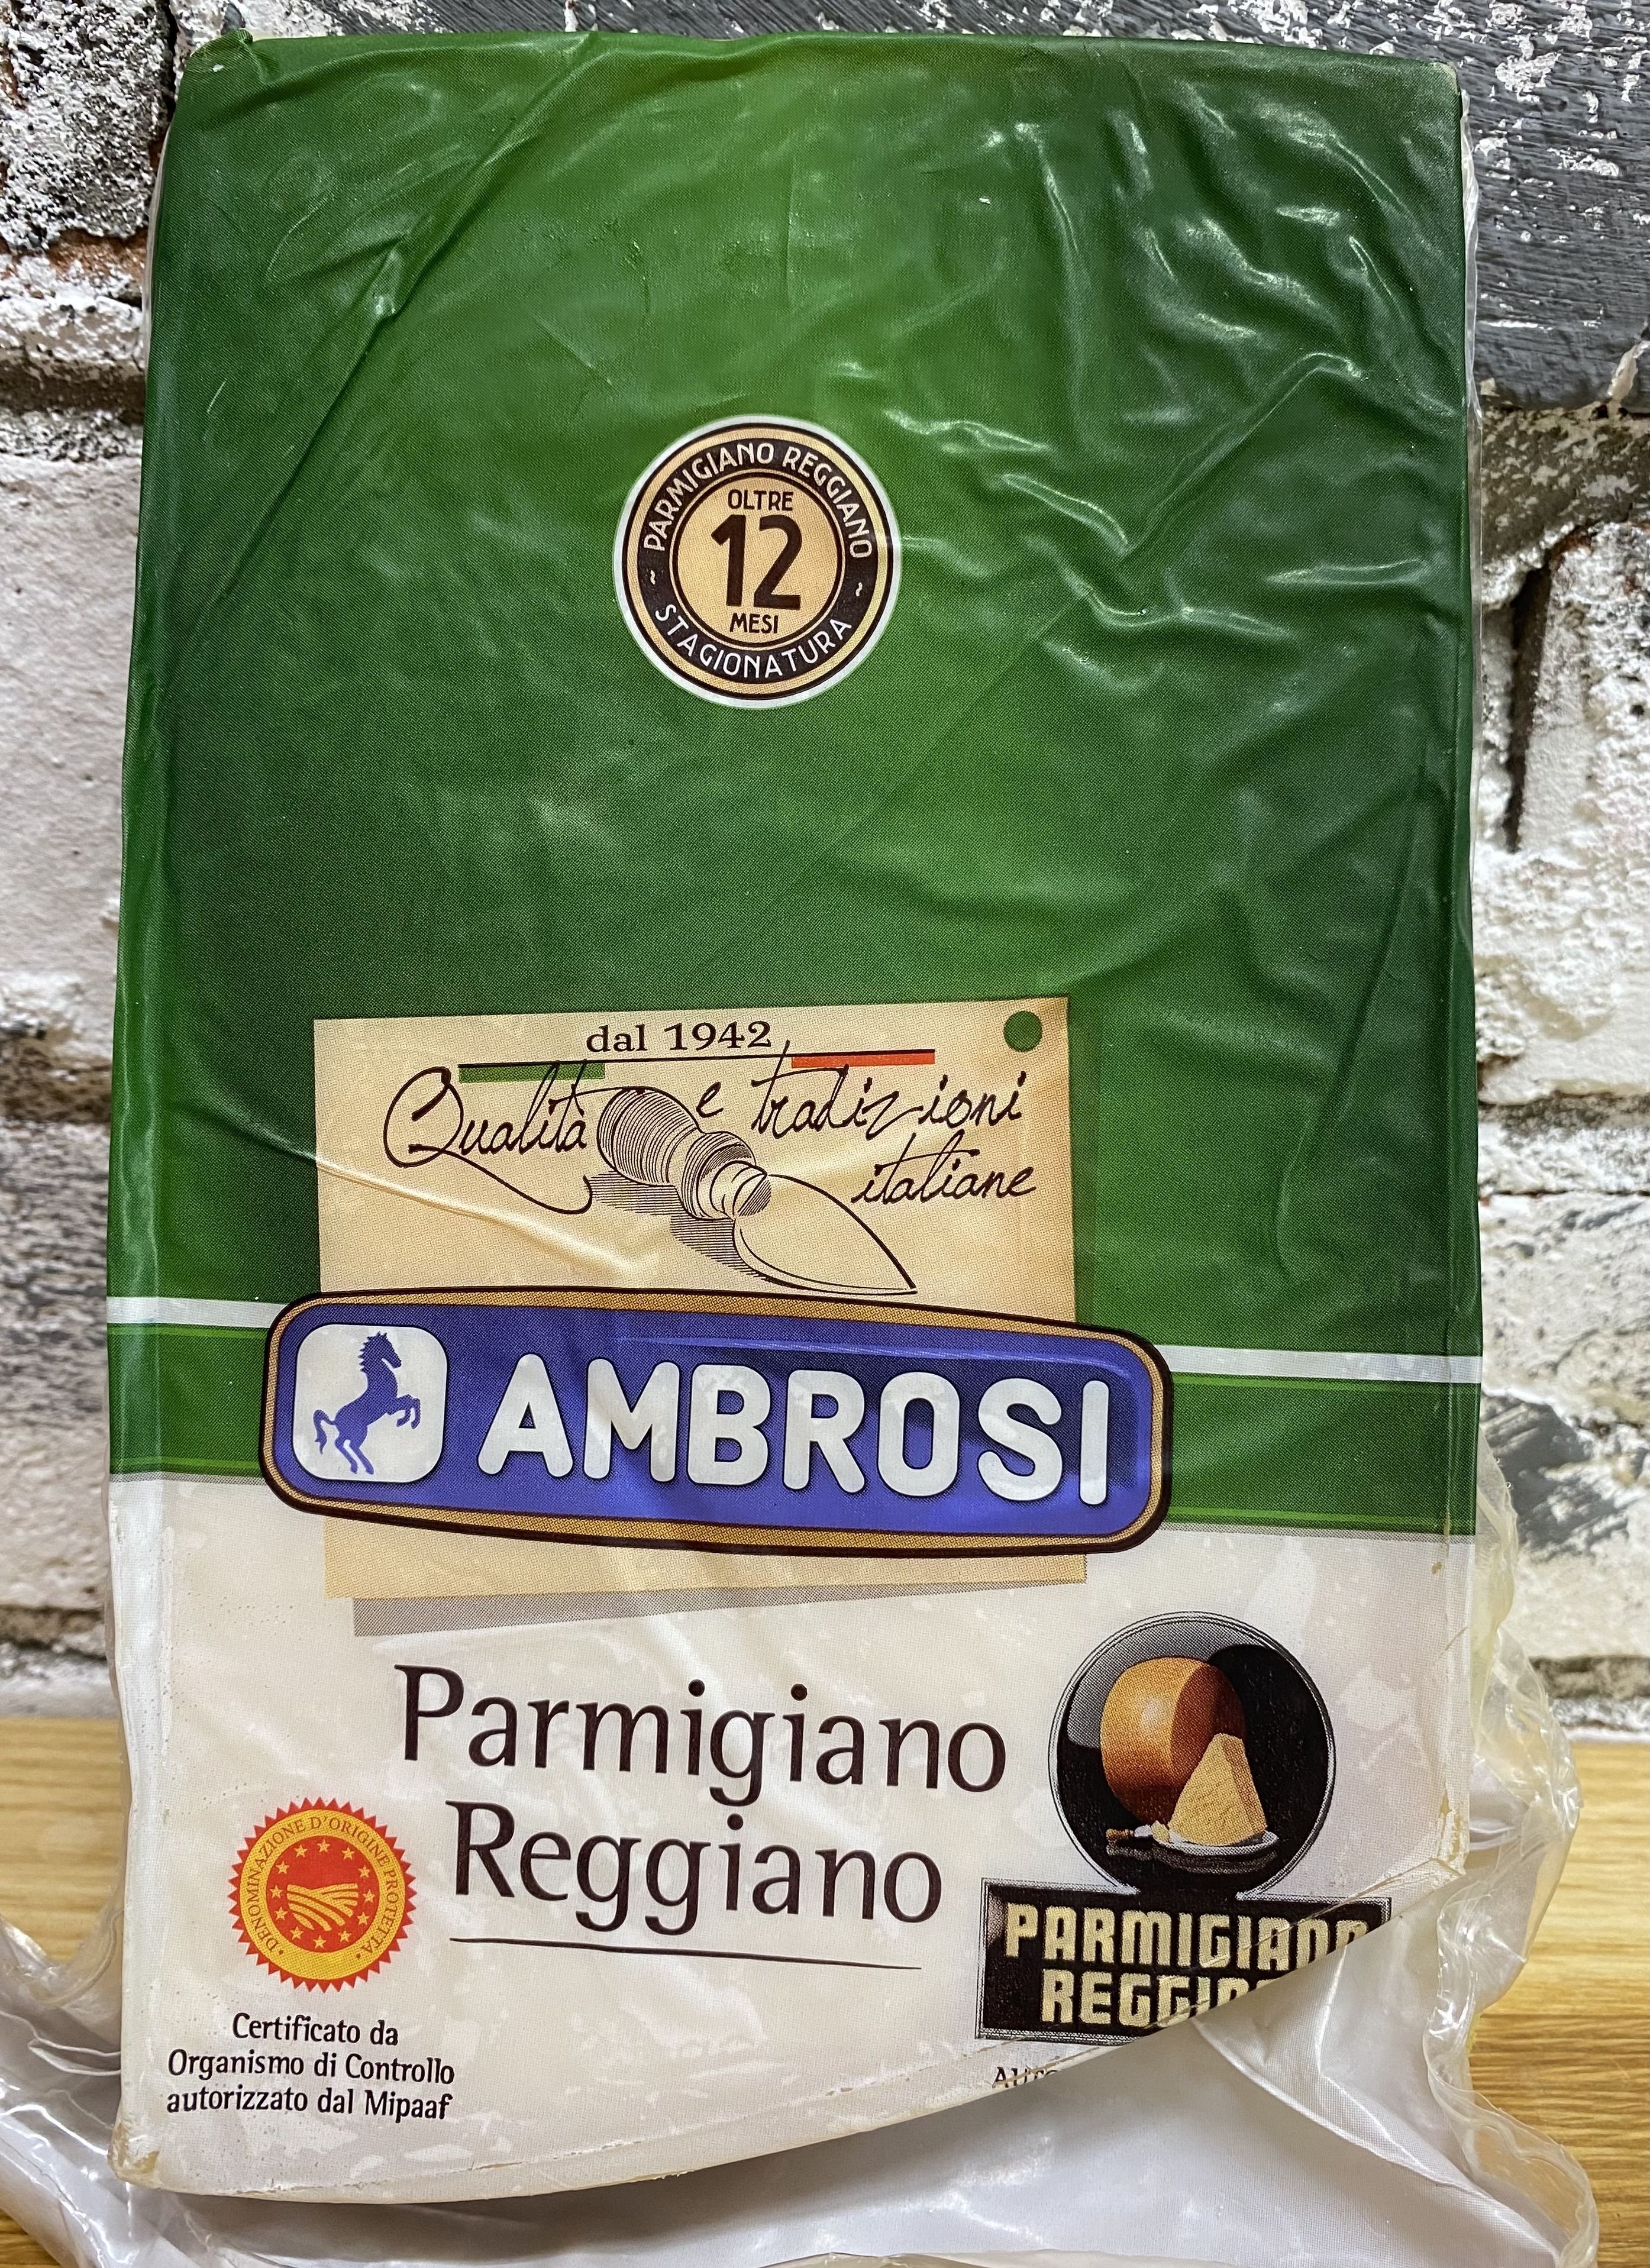 PARMIGIANO REGGIANO
OLTRE
12
MESI
~ STAGIONATURA ~
dal 1942
Qualità e tradizioni
italiane
AMBROSI
Parmigiano
Reggiano
DENOMINAZIONE D'ORIGINE PROTETTA
PARMIGIANO
Certificato da
Organismo di Controllo
autorizzato dal Mipaaf